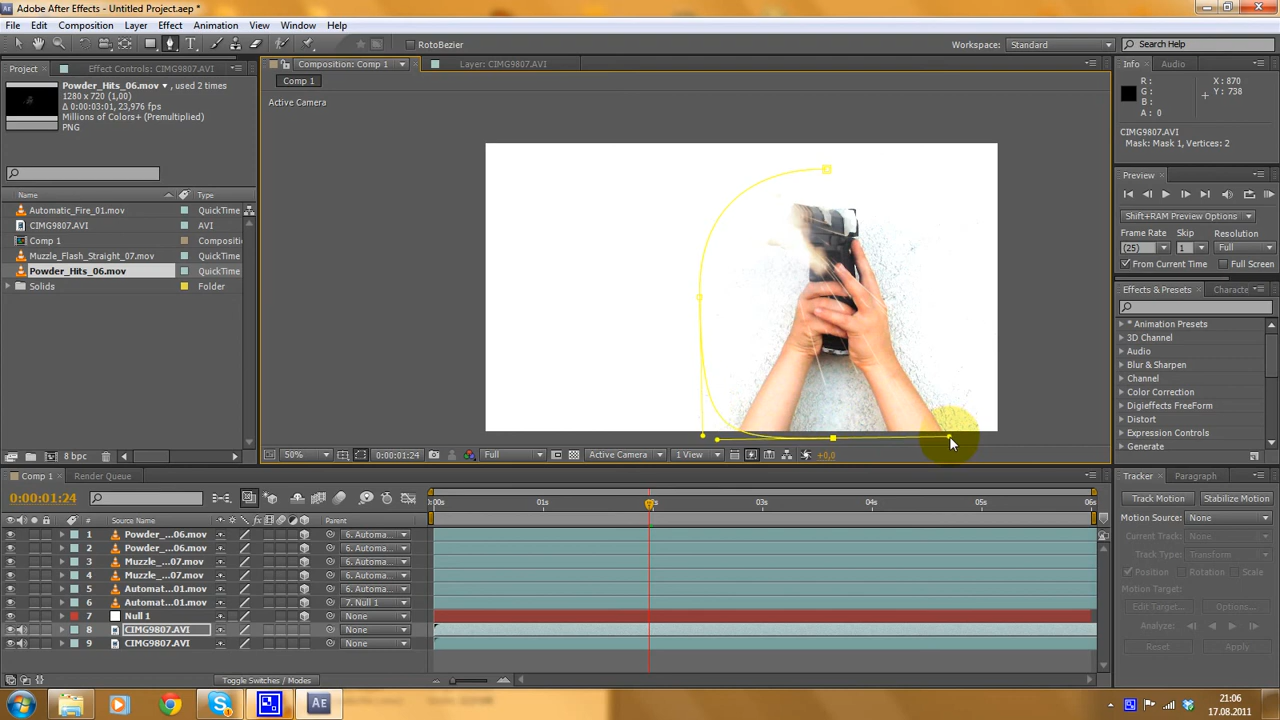 Adobe After Effects - Untitled Project.aep *
File Edit Composition Layer Effect Animation View Window Help
RotoBezier
Workspace: Standard
Search Help
Project
Effect Controls: CIMG9807.AVI
Composition: Comp 1
Layer: CIMG9807.AVI
Info
Audio
Powder_Hits_06.mov ▾, used 2 times
1280 x 720 (1,00)
Δ 0:00:03:01, 23,976 fps
Millions of Colors+ (Premultiplied)
PNG
Comp 1
Active Camera
R:
G:
B:
A: 0
X: 870
Y: 738
CIMG9807.AVI
Mask: Mask 1, Vertices: 2
Preview
Shift+RAM Preview Options
Frame Rate Skip Resolution
(25) 1 Full
From Current Time Full Screen
Name Type
Automatic_Fire_01.mov QuickTime
CIMG9807.AVI AVI
Comp 1 Compositi
Muzzle_Flash_Straight_07.mov QuickTime
Powder_Hits_06.mov QuickTime
Solids Folder
Effects & Presets
Characte
* Animation Presets
3D Channel
Audio
Blur & Sharpen
Channel
Color Correction
Digieffects FreeForm
Distort
Expression Controls
Generate
8 bpc
50% 0:00:01:24 Full Active Camera 1 View +0,0
Comp 1
Render Queue
Tracker
Paragraph
0:00:01:24
:00s 01s 03s 04s 05s 06s
Track Motion Stabilize Motion
Motion Source: None
Current Track: None
Track Type: Transform
Position Rotation Scale
Motion Target:
Edit Target... Options...
Analyze:
Reset Apply
# Source Name fx Parent
1 Powder_...06.mov 6. Automa...
2 Powder_...06.mov 6. Automa...
3 Muzzle_...07.mov 6. Automa...
4 Muzzle_...07.mov 6. Automa...
5 Automat...01.mov 6. Automa...
6 Automat...01.mov 7. Null 1
7 Null 1 None
8 CIMG9807.AVI None
9 CIMG9807.AVI None
Toggle Switches / Modes
Ae
21:06
17.08.2011